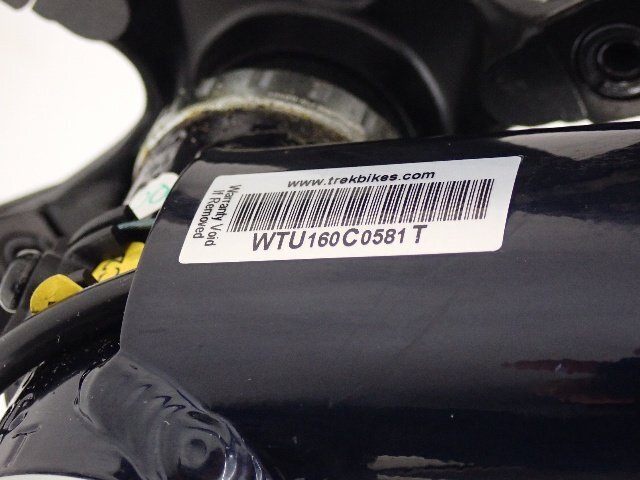 www.trekbikes.com
Warranty Void
If Removed
WTU160C0581T